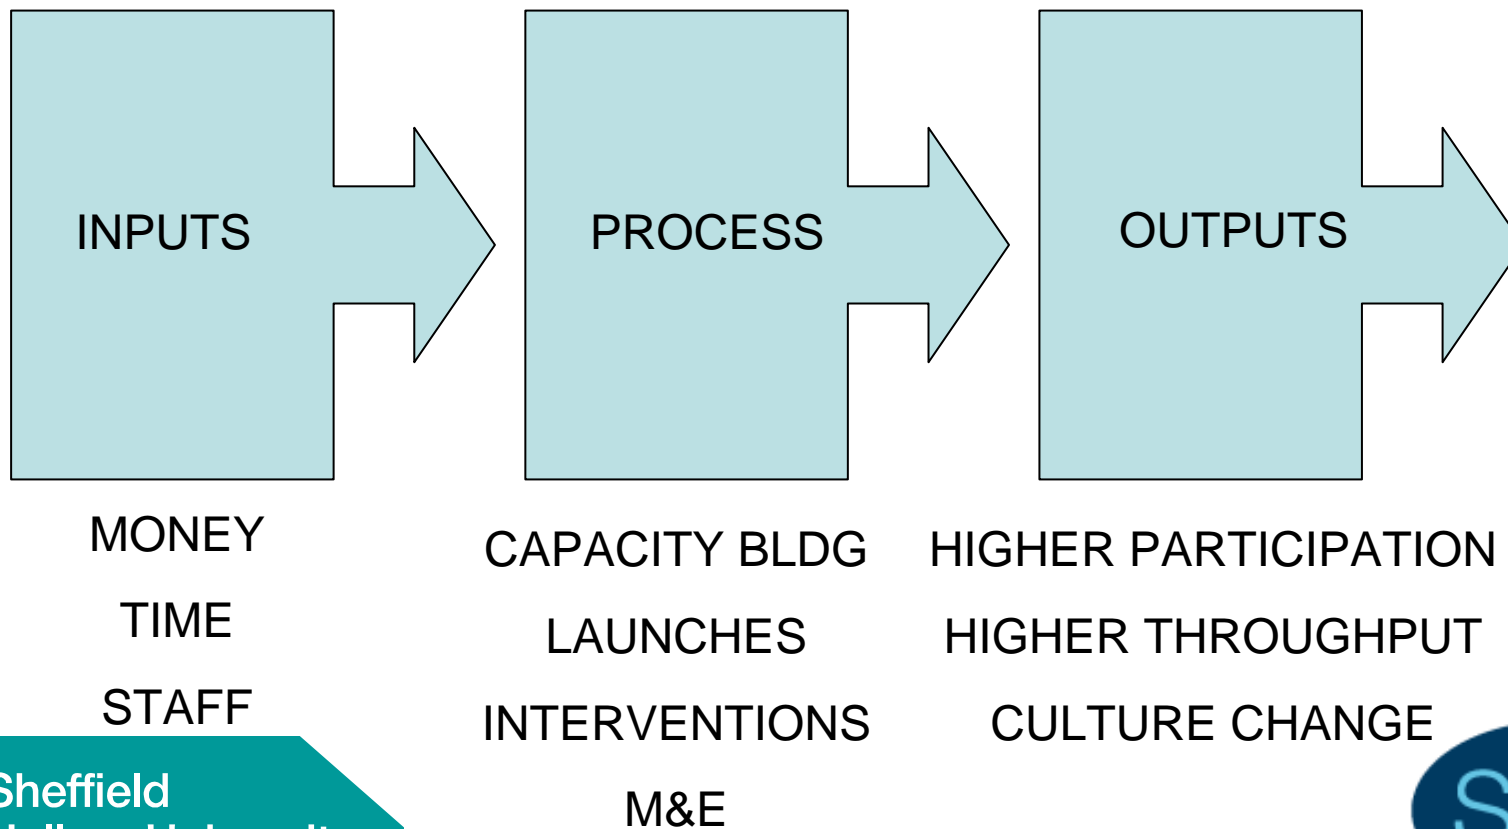 INPUTS
PROCESS
OUTPUTS
MONEY
TIME
STAFF
CAPACITY BLDG
LAUNCHES
INTERVENTIONS
M&E
HIGHER PARTICIPATION
HIGHER THROUGHPUT
CULTURE CHANGE
Sheffield
S